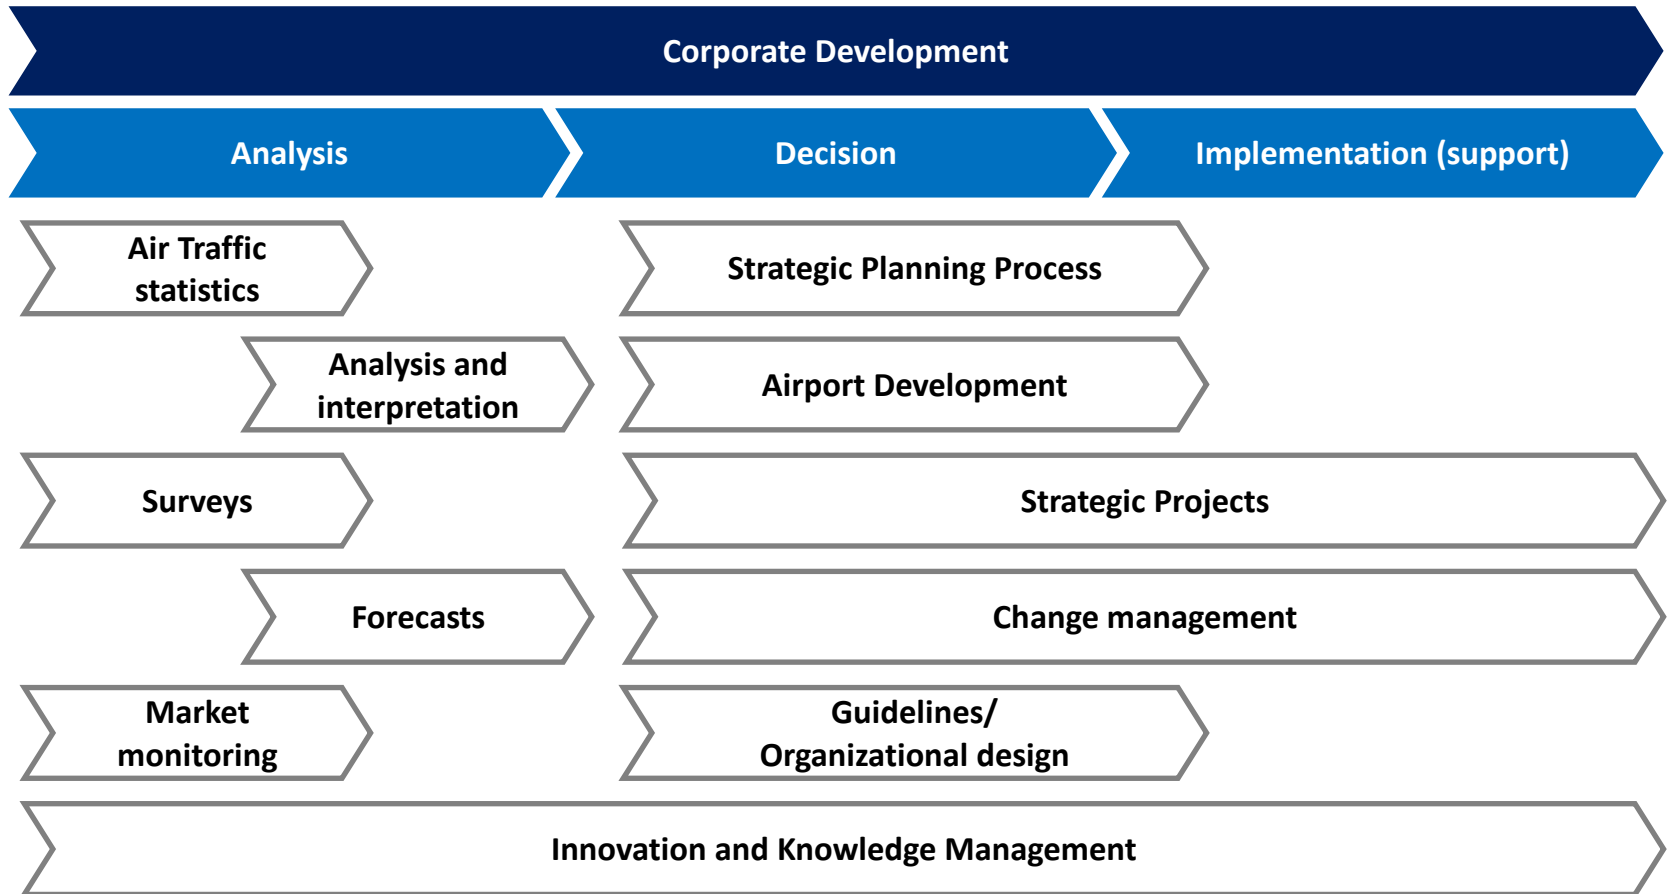 Corporate Development
Analysis
Decision
Implementation (support)
Air Traffic
statistics
Strategic Planning Process
Analysis and
interpretation
Airport Development
Surveys
Strategic Projects
Forecasts
Change management
Market
monitoring
Guidelines/
Organizational design
Innovation and Knowledge Management